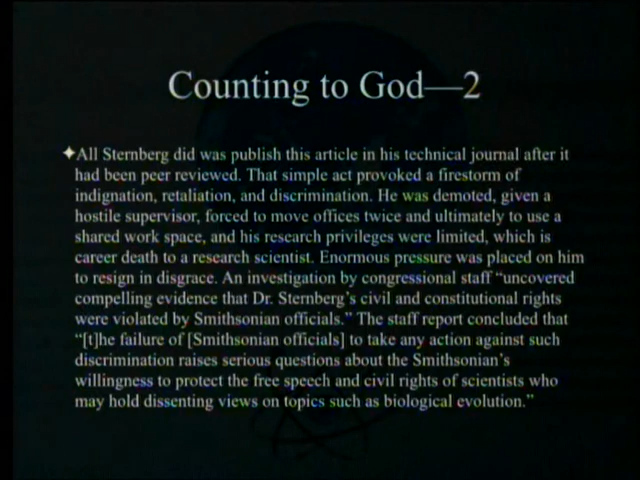 Counting to God—2
✦All Sternberg did was publish this article in his technical journal after it
had been peer reviewed. That simple act provoked a firestorm of
indignation, retaliation, and discrimination. He was demoted, given a
hostile supervisor, forced to move offices twice and ultimately to use a
shared work space, and his research privileges were limited, which is
career death to a research scientist. Enormous pressure was placed on him
to resign in disgrace. An investigation by congressional staff “uncovered
compelling evidence that Dr. Sternberg’s civil and constitutional rights
were violated by Smithsonian officials.” The staff report concluded that
“[t]he failure of [Smithsonian officials] to take any action against such
discrimination raises serious questions about the Smithsonian’s
willingness to protect the free speech and civil rights of scientists who
may hold dissenting views on topics such as biological evolution.”